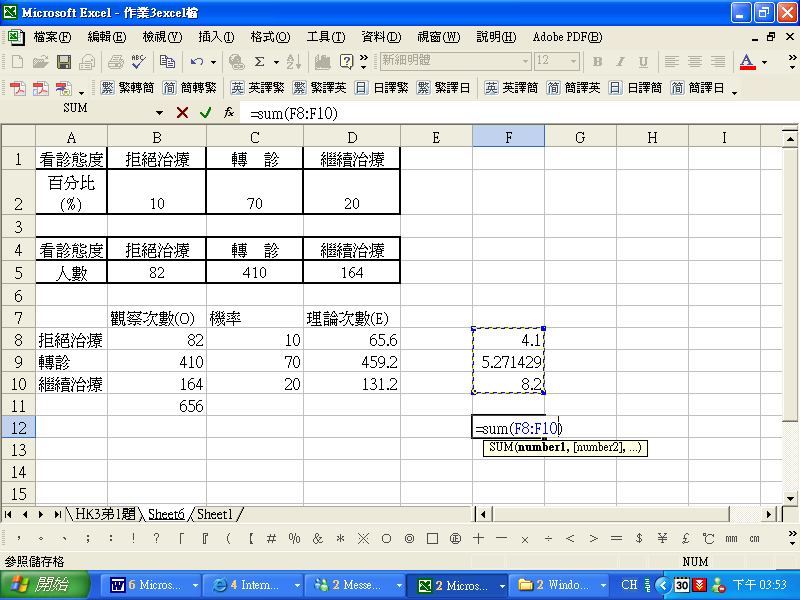 Microsoft Excel - 作業3excel檔
檔案(F) 編輯(E) 檢視(V) 插入(I) 格式(O) 工具(T) 資料(D) 視窗(W) 說明(H) Adobe PDF(B)
新細明體 12 B I U A
繁轉簡 簡轉繁 英譯繁 繁譯英 日譯繁 繁譯日 英譯簡 簡譯英 日譯簡 簡譯日
SUM fx =sum(F8:F10)
A B C D E F G H I
1 看診態度 拒絕治療 轉 診 繼續治療
百分比
2 (%) 10 70 20
3
4 看診態度 拒絕治療 轉 診 繼續治療
5 人數 82 410 164
6
7 觀察次數(O) 機率 理論次數(E)
8 拒絕治療 82 10 65.6 4.1
9 轉診 410 70 459.2 5.271429
10 繼續治療 164 20 131.2 8.2
11 656
12 =sum(F8:F10)
13 SUM(number1, [number2], ...)
14
15
HK3弟1題 Sheet6 Sheet1
， 。 、 ； ： ！ ？ 『 （ 【 # % & * ※ ○ ◎ □ ＋ － × ÷ ＜ ＞ ＝ $ ¥ £ ℃ mm cm
參照儲存格 NUM
開始 6 Micros... 4 Intern... 2 Messe... 2 Micros... 2 Windo... CH 30 下午 03:53